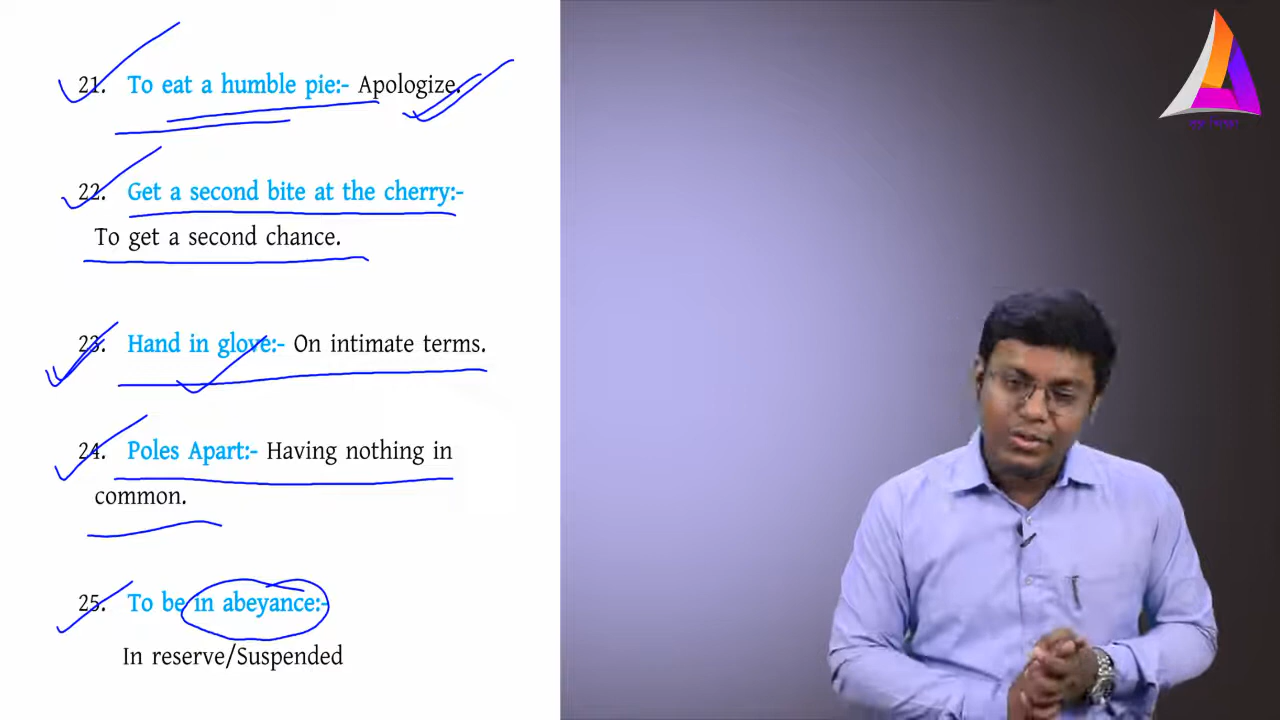 21. To eat a humble pie:- Apologize.
22. Get a second bite at the cherry:-
To get a second chance.
23. Hand in glove:- On intimate terms.
24. Poles Apart:- Having nothing in
common.
25. To be in abeyance:-
In reserve/Suspended